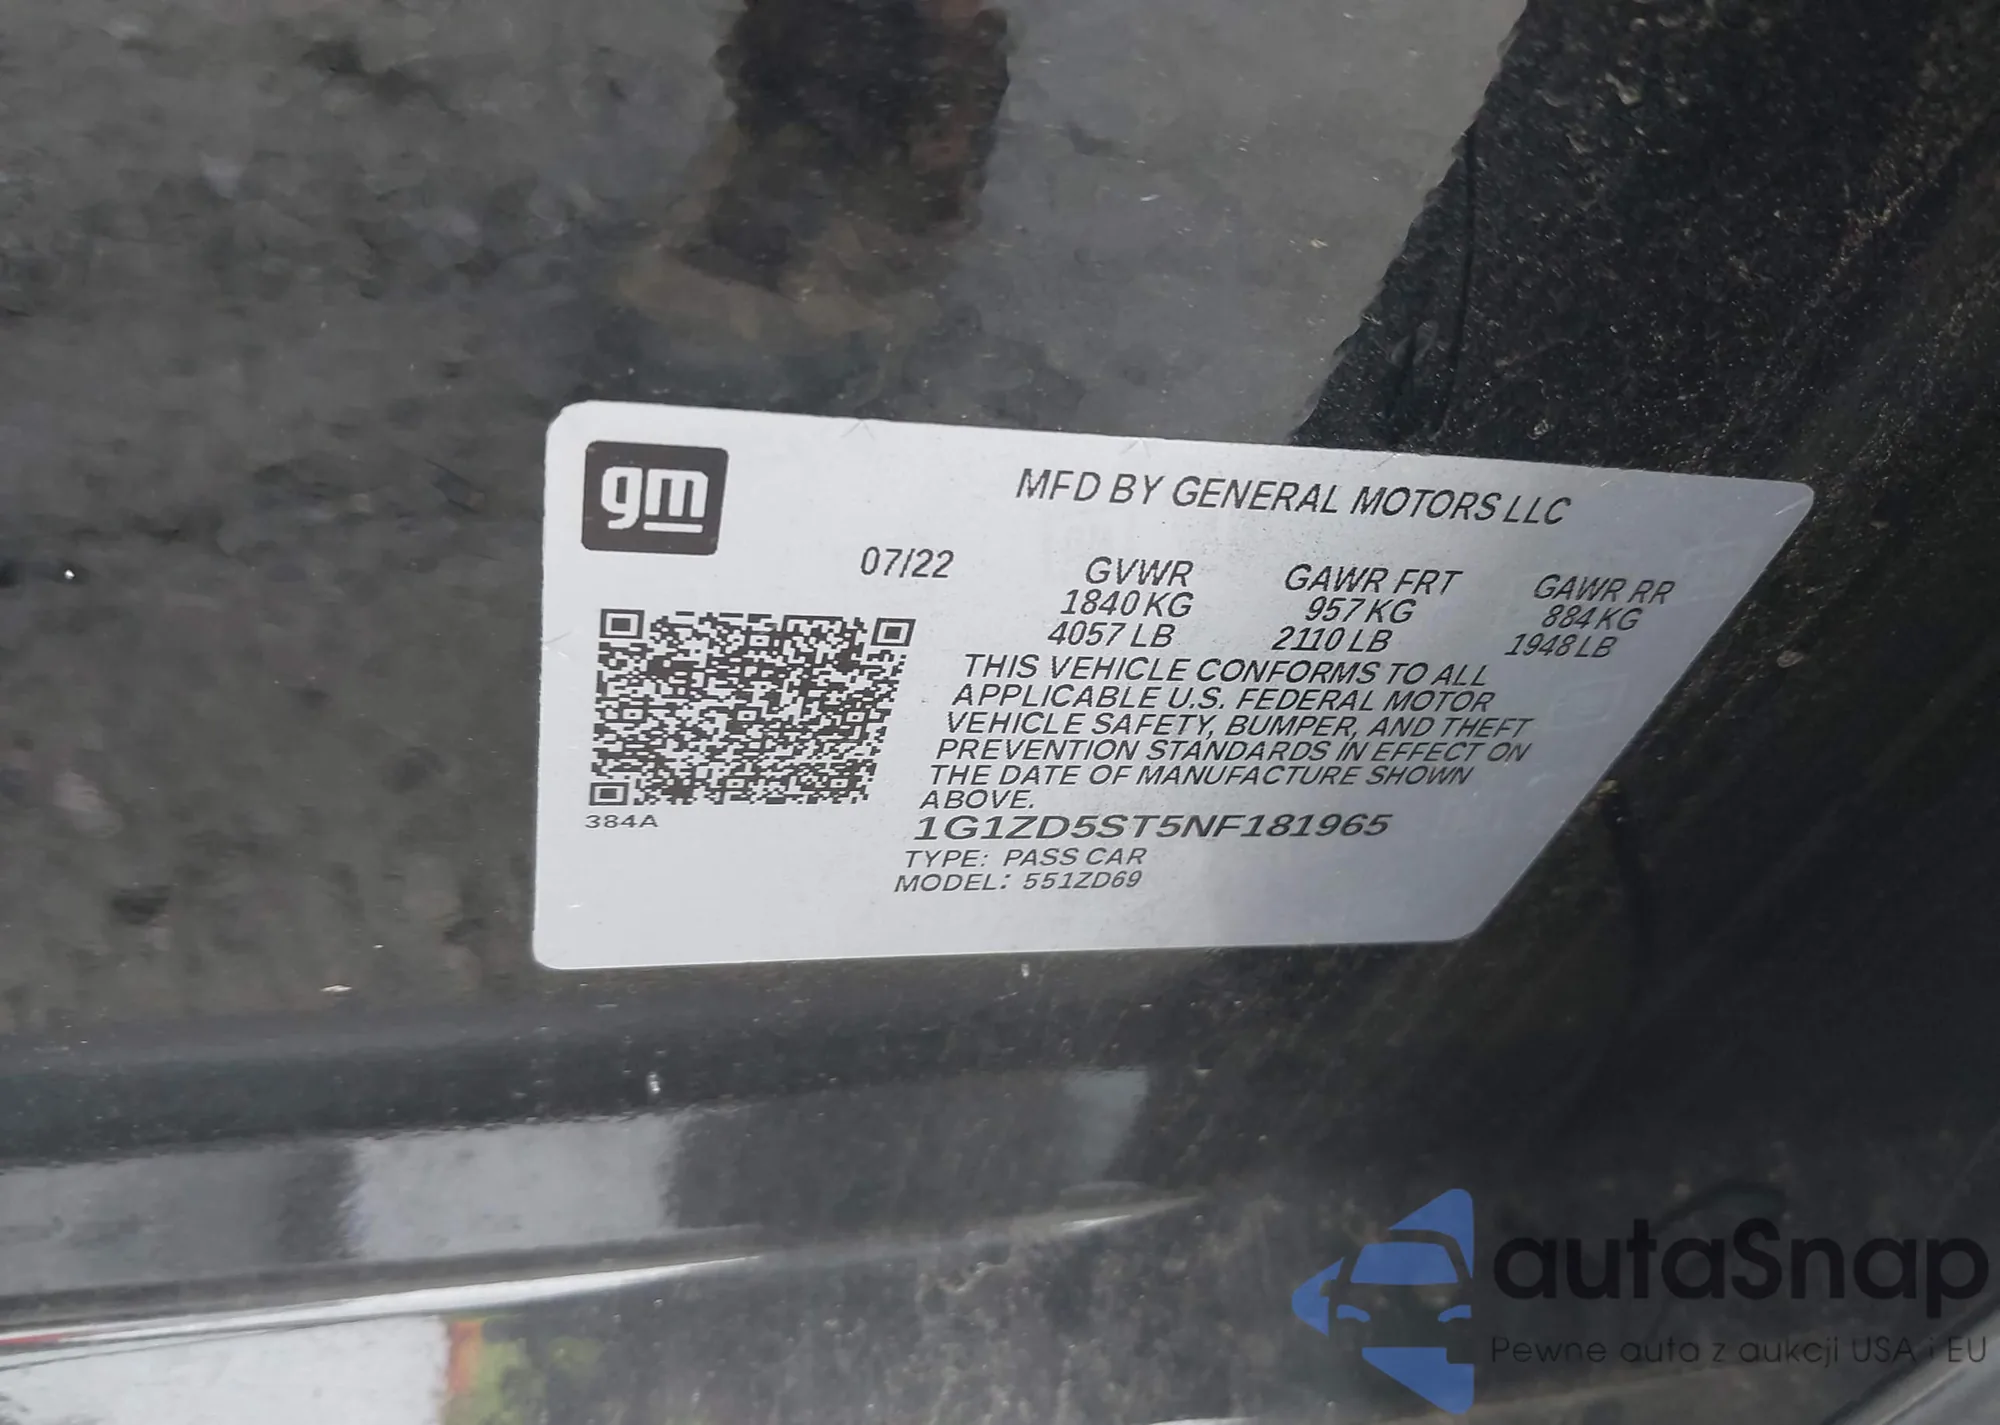 gm
MFD BY GENERAL MOTORS LLC
07/22
GVWR GAWR FRT GAWR RR
1840 KG 957 KG 884 KG
4057 LB 2110 LB 1948 LB
THIS VEHICLE CONFORMS TO ALL
APPLICABLE U.S. FEDERAL MOTOR
VEHICLE SAFETY, BUMPER, AND THEFT
PREVENTION STANDARDS IN EFFECT ON
THE DATE OF MANUFACTURE SHOWN
ABOVE.
384A
1G1ZD5ST5NF181965
TYPE: PASS CAR
MODEL: 551ZD69
autaSnap
Pewne auta z aukcji USA i EU